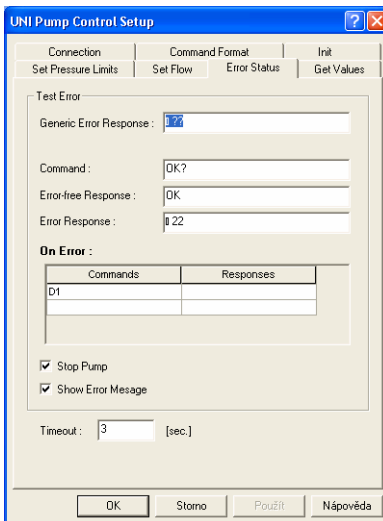 UNI Pump Control Setup
Connection Command Format Init
Set Pressure Limits Set Flow Error Status Get Values
Test Error
Generic Error Response : ▯ ??
Command : OK?
Error-free Response : OK
Error Response : ▯ 22
On Error :
Commands Responses
D1
Stop Pump
Show Error Mesage
Timeout : 3 [sec.]
OK Storno Použít Nápověda